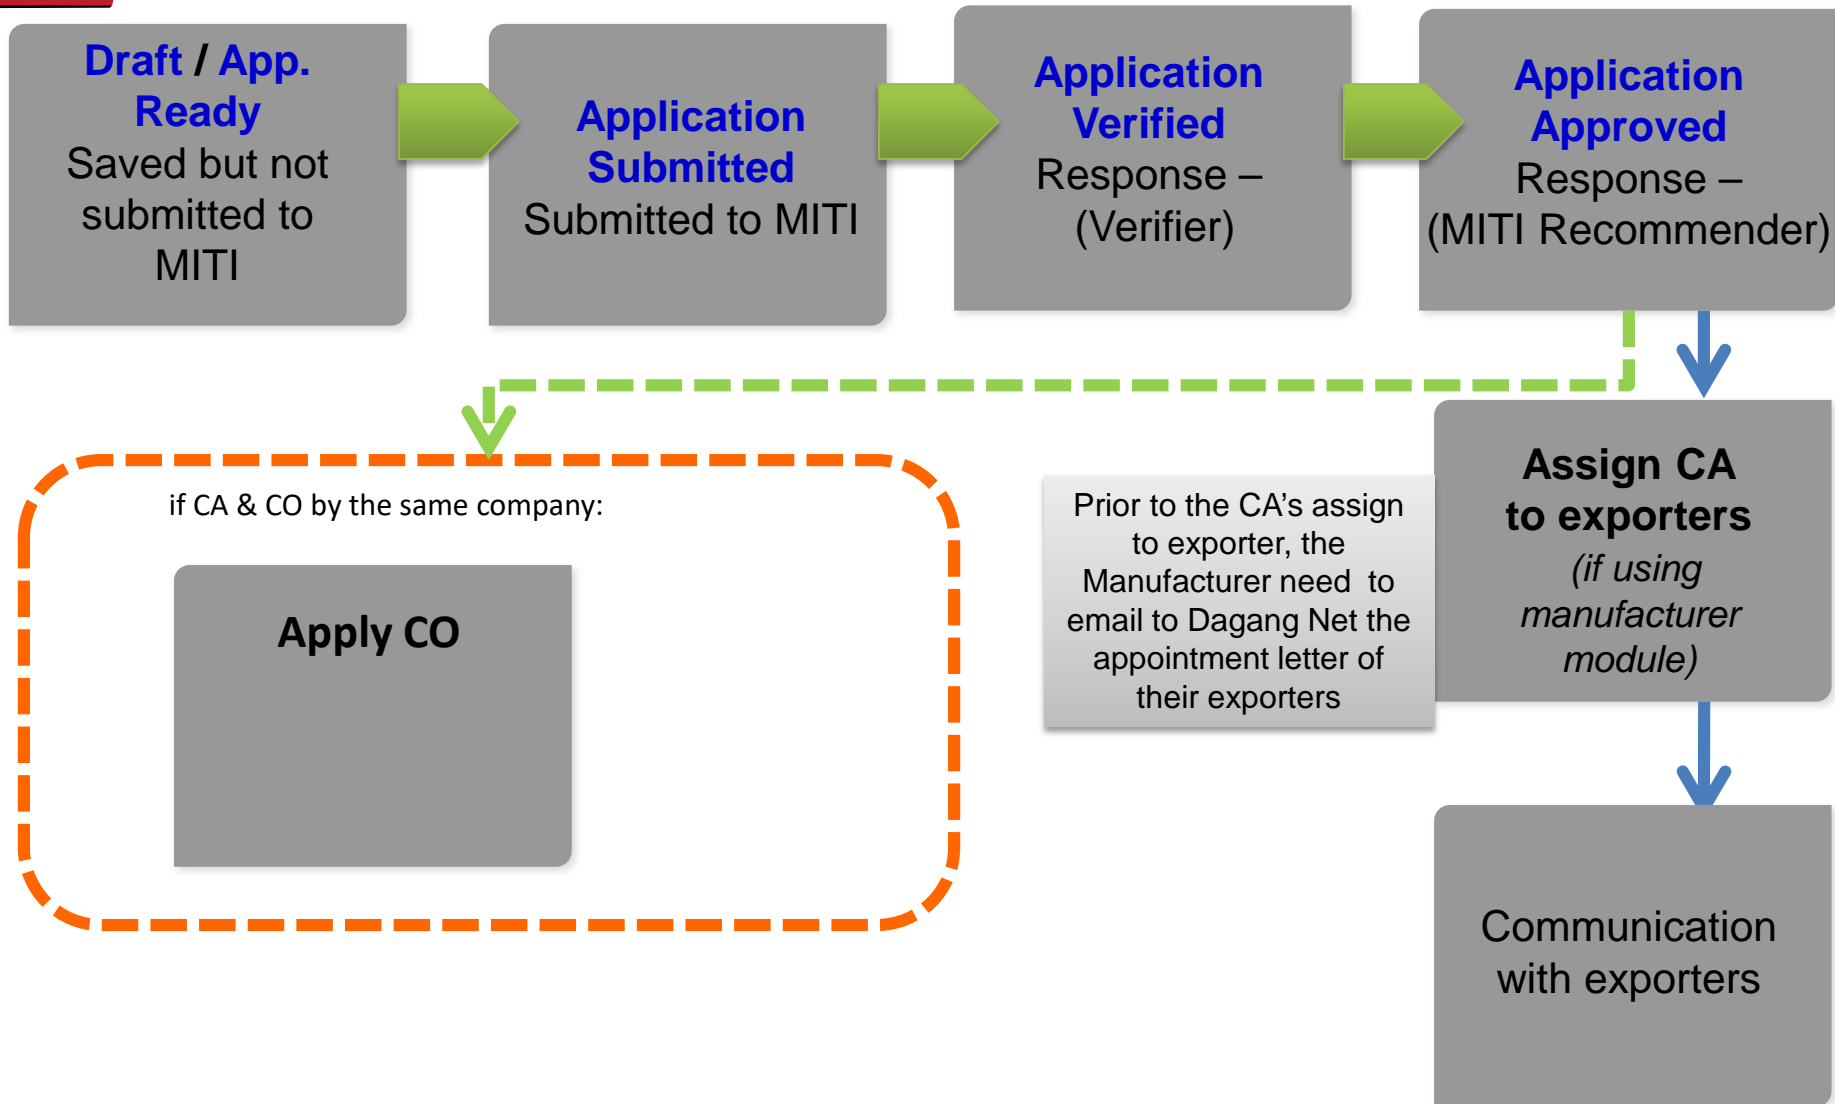 Draft / App.
Ready
Saved but not
submitted to
MITI
Application
Submitted
Submitted to MITI
Application
Verified
Response –
(Verifier)
Application
Approved
Response –
(MITI Recommender)
if CA & CO by the same company:
Apply CO
Prior to the CA’s assign
to exporter, the
Manufacturer need  to
email to Dagang Net the
appointment letter of
their exporters
Assign CA
to exporters
(if using
manufacturer
module)
Communication
with exporters